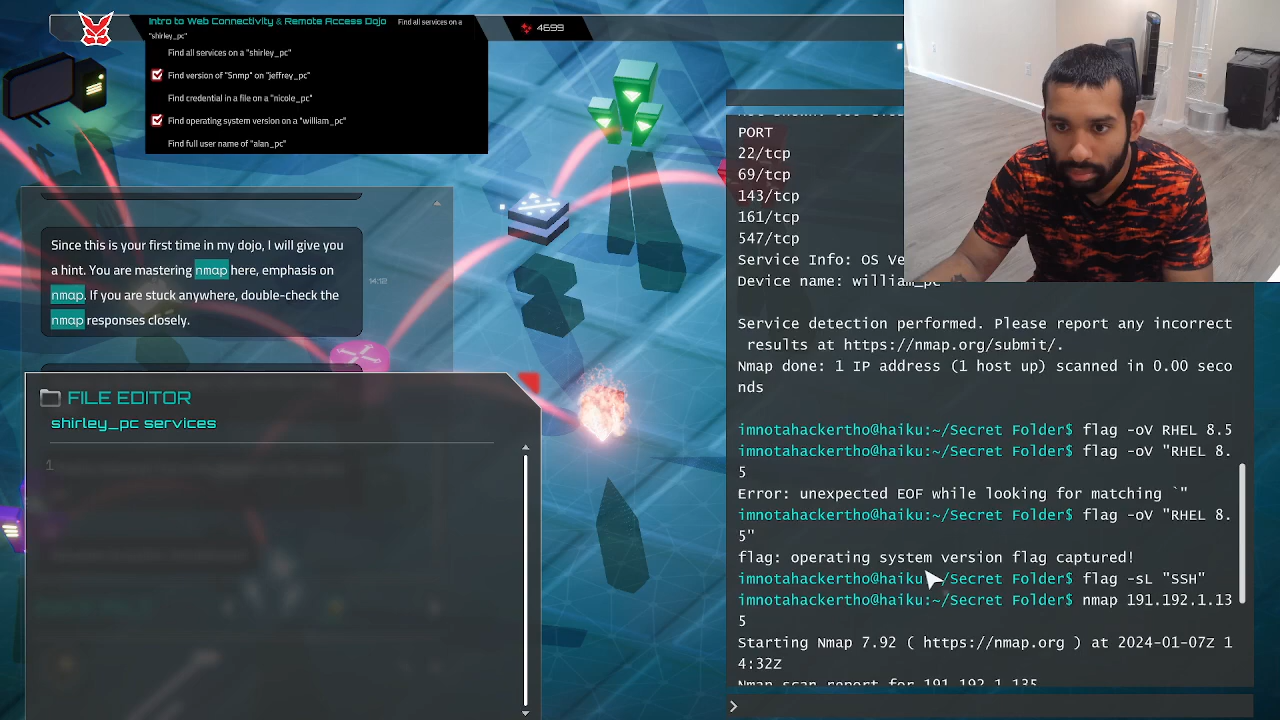 Intro to Web Connectivity & Remote Access Dojo
Find all services on a "shirley_pc"
4699
Find all services on a "shirley_pc"
Find version of "Snmp" on "jeffrey_pc"
Find credential in a file on a "nicole_pc"
Find operating system version on a "william_pc"
Find full user name of "alan_pc"
Since this is your first time in my dojo, I will give you
a hint. You are mastering nmap here, emphasis on
nmap. If you are stuck anywhere, double-check the
nmap responses closely.
14:12
FILE EDITOR
shirley_pc services
1
PORT
22/tcp
69/tcp
143/tcp
161/tcp
547/tcp
Service Info: OS Ve
Device name: william_pc
Service detection performed. Please report any incorrect
results at https://nmap.org/submit/.
Nmap done: 1 IP address (1 host up) scanned in 0.00 seco
nds
imnotahackertho@haiku:~/Secret Folder$ flag -oV RHEL 8.5
imnotahackertho@haiku:~/Secret Folder$ flag -oV "RHEL 8.
5
Error: unexpected EOF while looking for matching `"
imnotahackertho@haiku:~/Secret Folder$ flag -oV "RHEL 8.
5"
flag: operating system version flag captured!
imnotahackertho@haiku:~/Secret Folder$ flag -sL "SSH"
imnotahackertho@haiku:~/Secret Folder$ nmap 191.192.1.13
5
Starting Nmap 7.92 ( https://nmap.org ) at 2024-01-07Z 1
4:32Z
Nmap scan report for 191.192.1.135
>